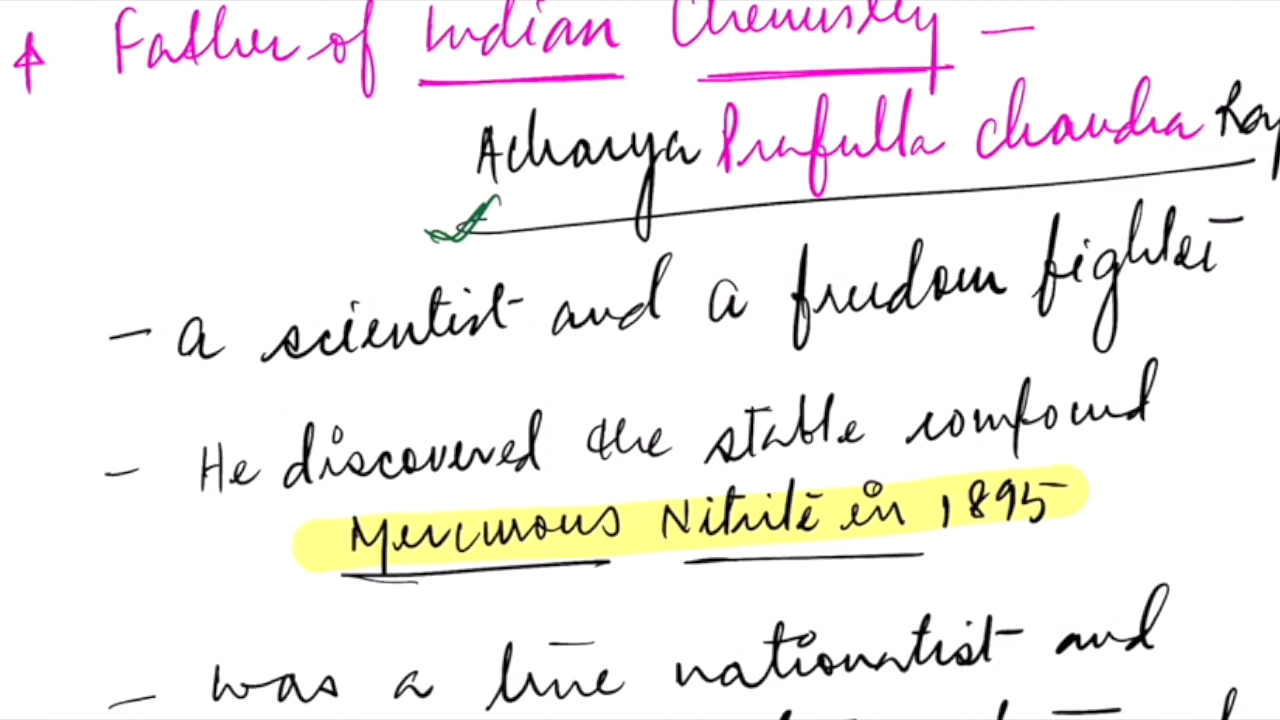 Father of Indian Chemistry —
Acharya Prafulla Chandra Ray
- a scientist and a freedom fighter
- He discovered the stable compound
Mercurous Nitrite in 1895
- was a true nationatist and